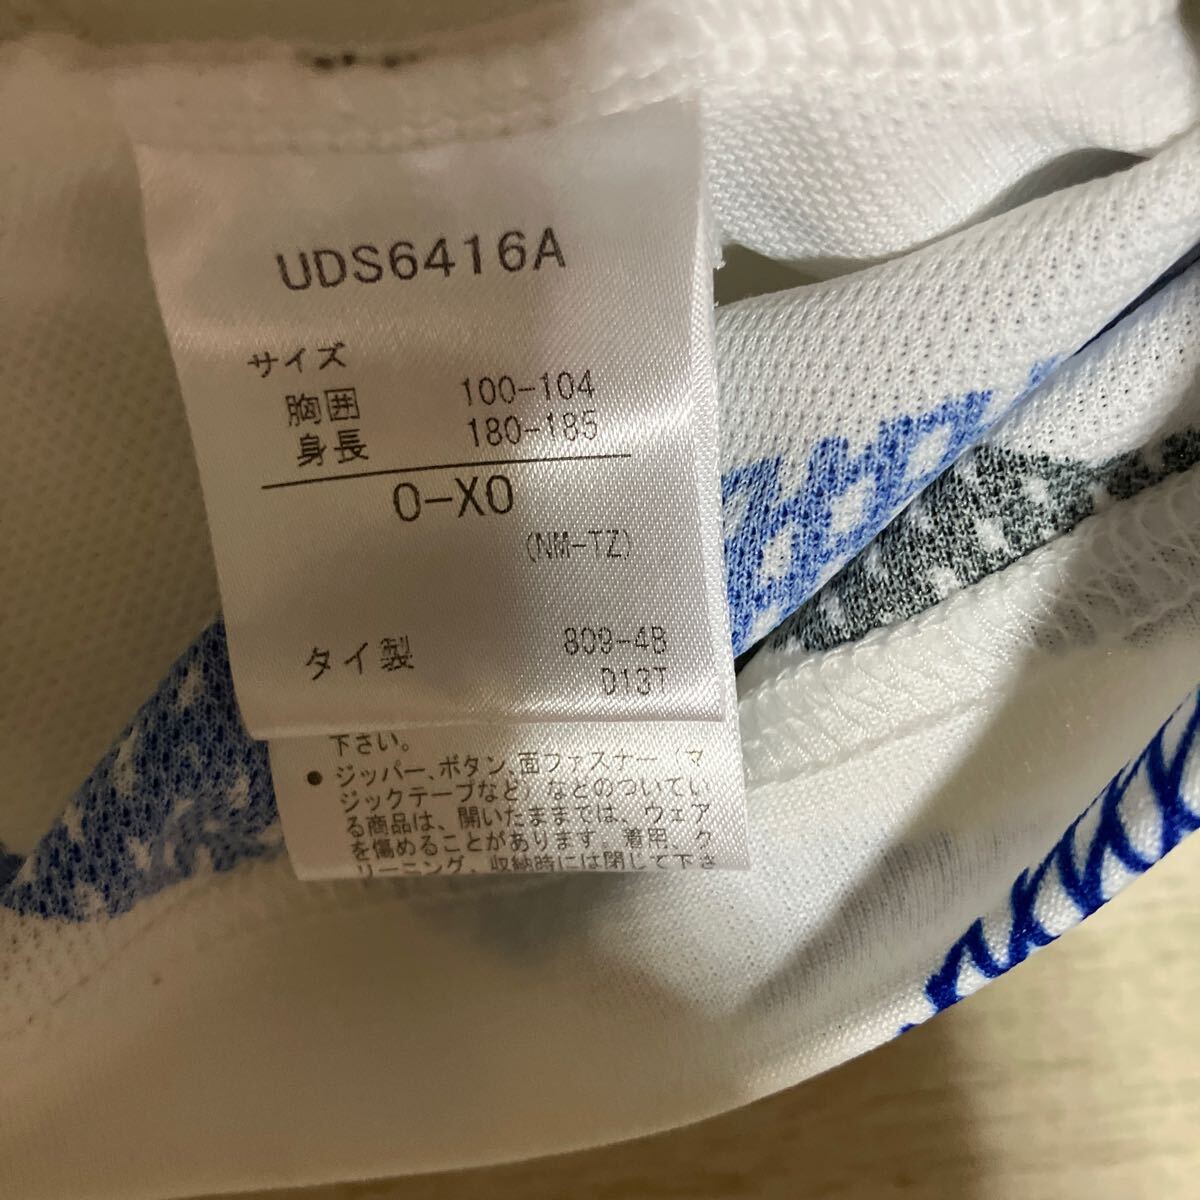 UDS6416A
サイズ
胸囲 100-104
身長 180-185
O-XO
(NM-TZ)
タイ製 809-4B
D13T
下さい。
● ジッパー、ボタン、面ファスナー(マ
ジックテープなど)などのついてい
る商品は、開いたままでは、ウェア
を傷めることがあります。着用、ク
リーニング、収納時には閉じて下さ